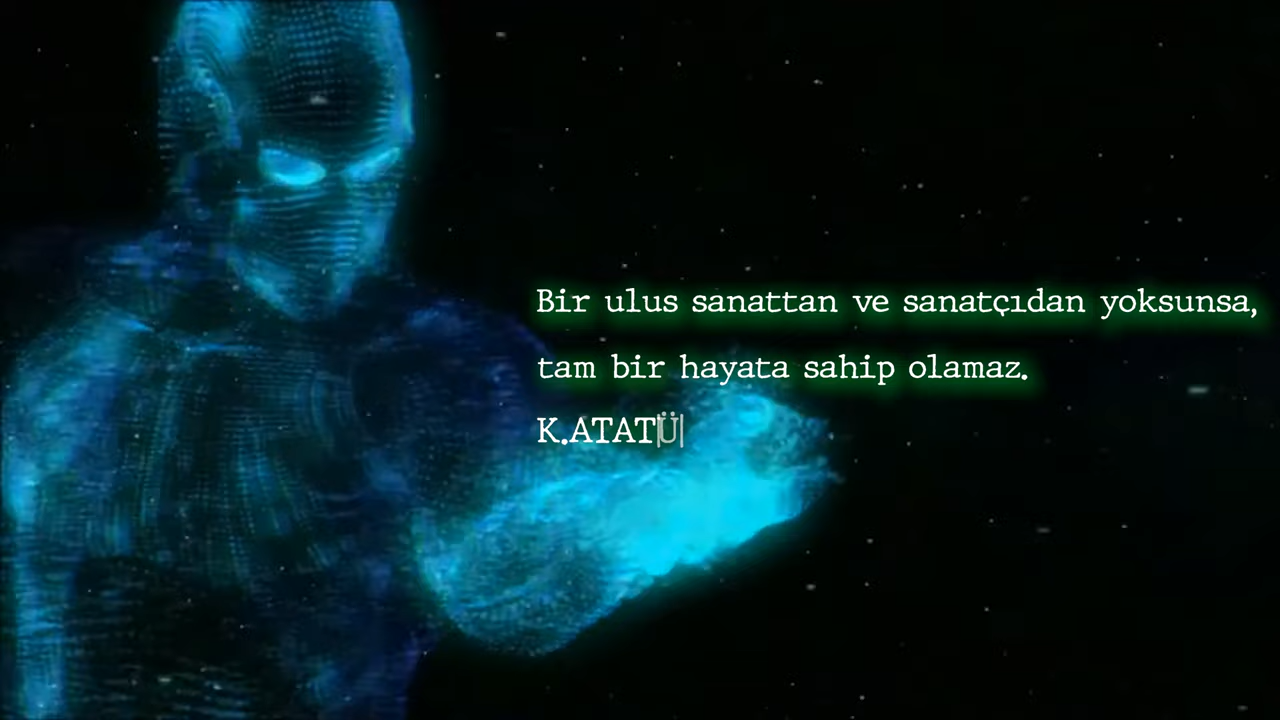 Bir ulus sanattan ve sanatçıdan yoksunsa,
tam bir hayata sahip olamaz.
K.ATATÜ